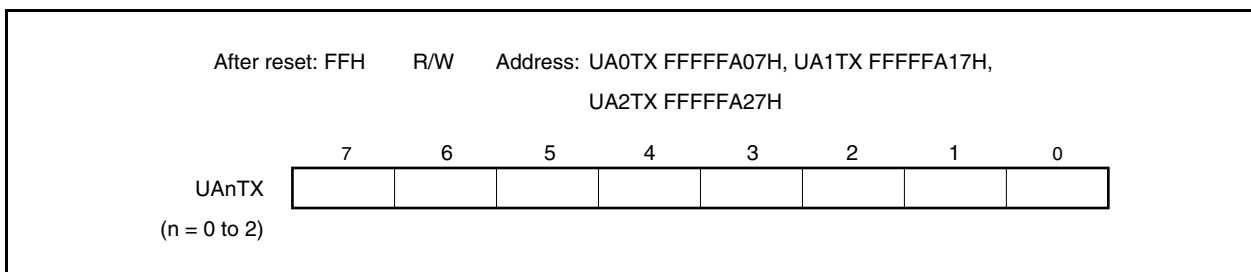 After reset: FFH R/W Address: UA0TX FFFFFA07H, UA1TX FFFFFA17H,
UA2TX FFFFFA27H
7 6 5 4 3 2 1 0
UAnTX
(n = 0 to 2)